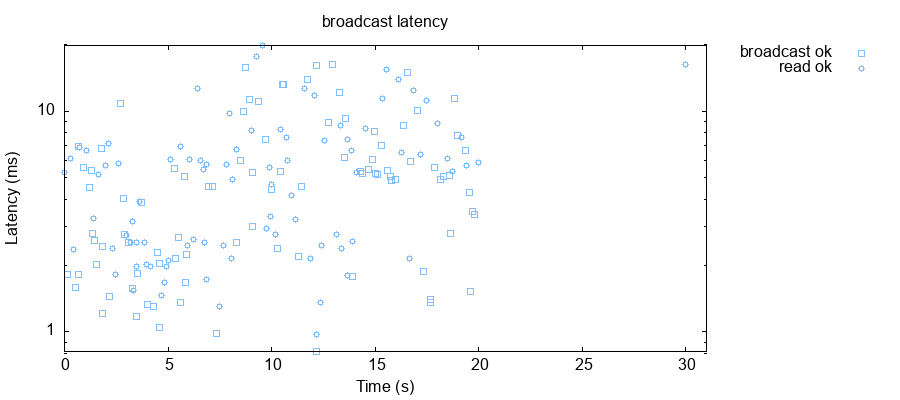 broadcast latency
broadcast ok
read ok
10
1
Latency (ms)
0 5 10 15 20 25 30
Time (s)